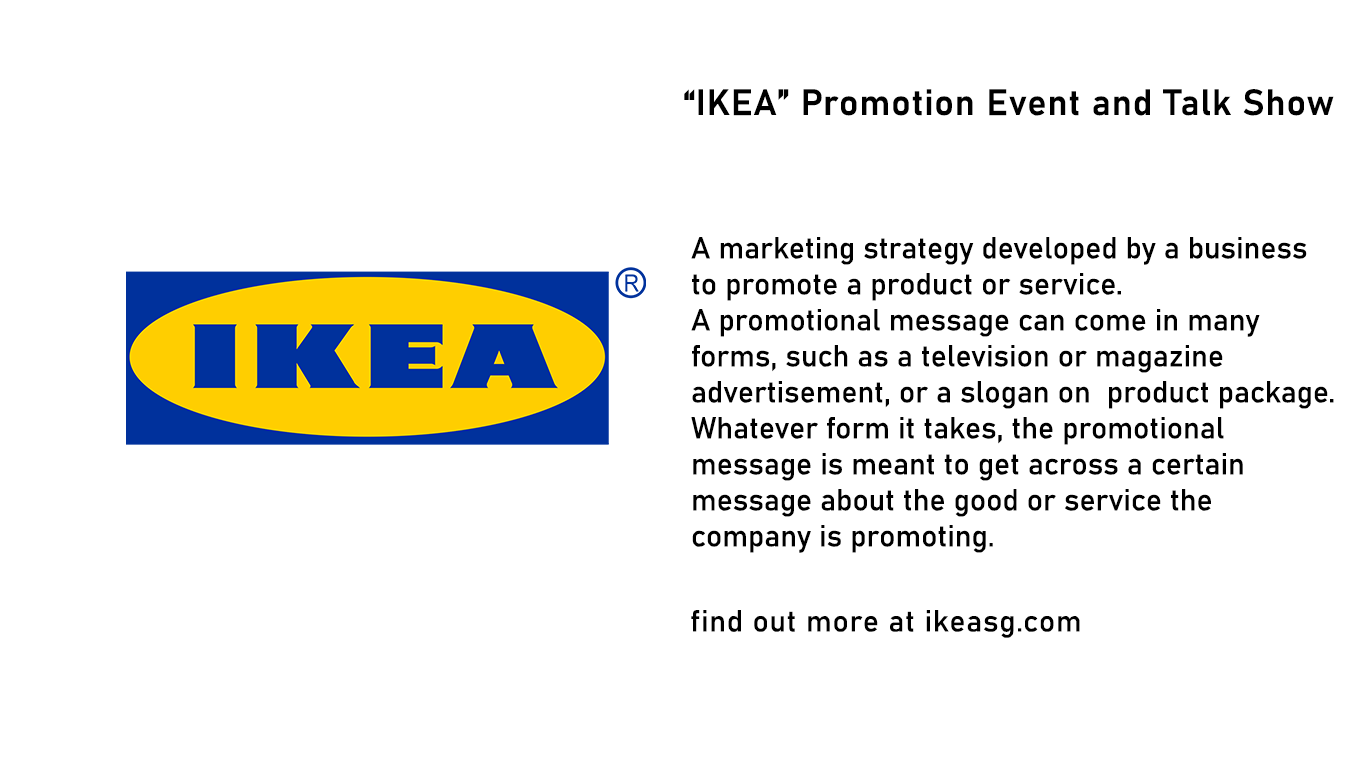 “IKEA” Promotion Event and Talk Show
IKEA®
A marketing strategy developed by a business
to promote a product or service.
A promotional message can come in many
forms, such as a television or magazine
advertisement, or a slogan on  product package.
Whatever form it takes, the promotional
message is meant to get across a certain
message about the good or service the
company is promoting.
find out more at ikeasg.com